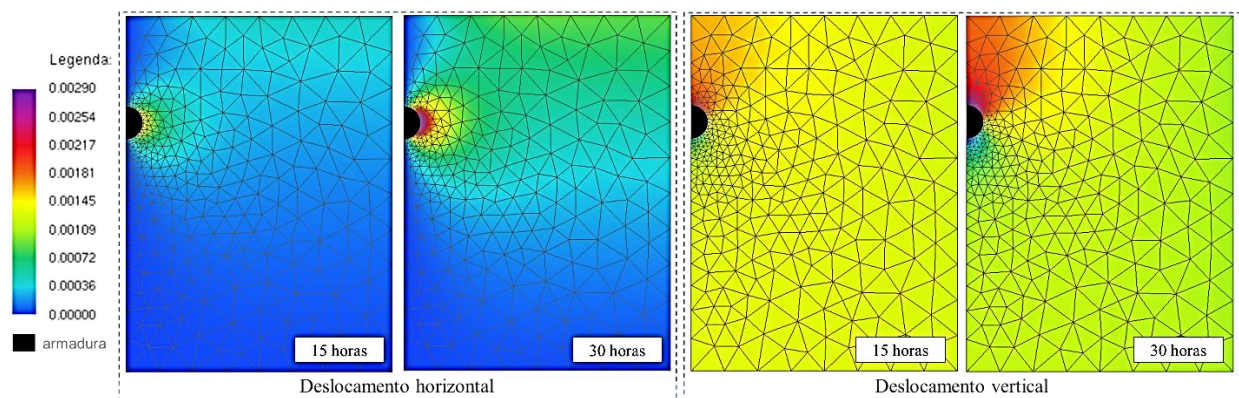 Legenda:
0.00290
0.00254
0.00217
0.00181
0.00145
0.00109
0.00072
0.00036
0.00000
armadura
15 horas
30 horas
15 horas
30 horas
Deslocamento horizontal
Deslocamento vertical